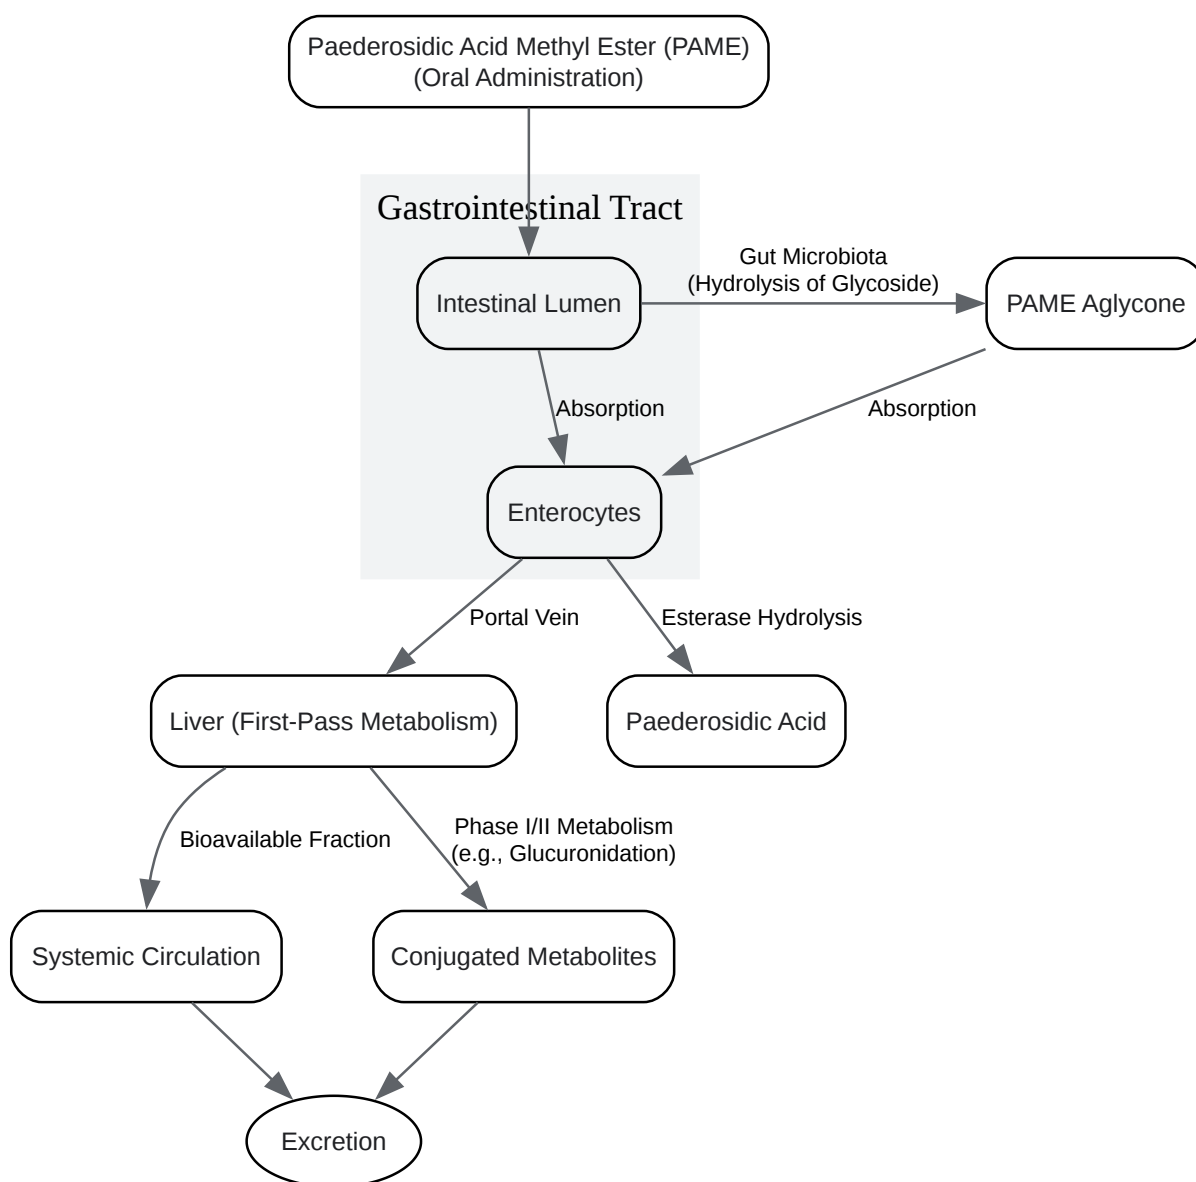 Paederosidic Acid Methyl Ester (PAME)
(Oral Administration)
Gastrointestinal Tract
Gut Microbiota
(Hydrolysis of Glycoside)
Intestinal Lumen
PAME Aglycone
Absorption
Absorption
Enterocytes
Portal Vein
Esterase Hydrolysis
Liver (First-Pass Metabolism)
Paederosidic Acid
Bioavailable Fraction
Phase I/II Metabolism
(e.g., Glucuronidation)
Systemic Circulation
Conjugated Metabolites
Excretion